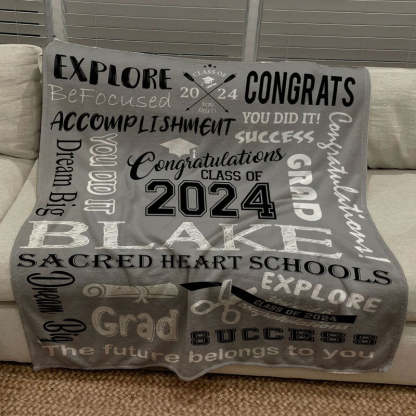 EXPLORE
CLASS OF
20 24
CONGRATS
BeFocused
ACCOMPLISHMENT
YOU DID IT!
SUCCESS
Congratulations!
Dream Big
YOU DID IT
Congratulations
CLASS OF
2024
GRAD
BLAKE
SACRED HEART SCHOOLS
Dream Big
EXPLORE
CLASS OF 2024
Grad
SUCCESS
The future belongs to you